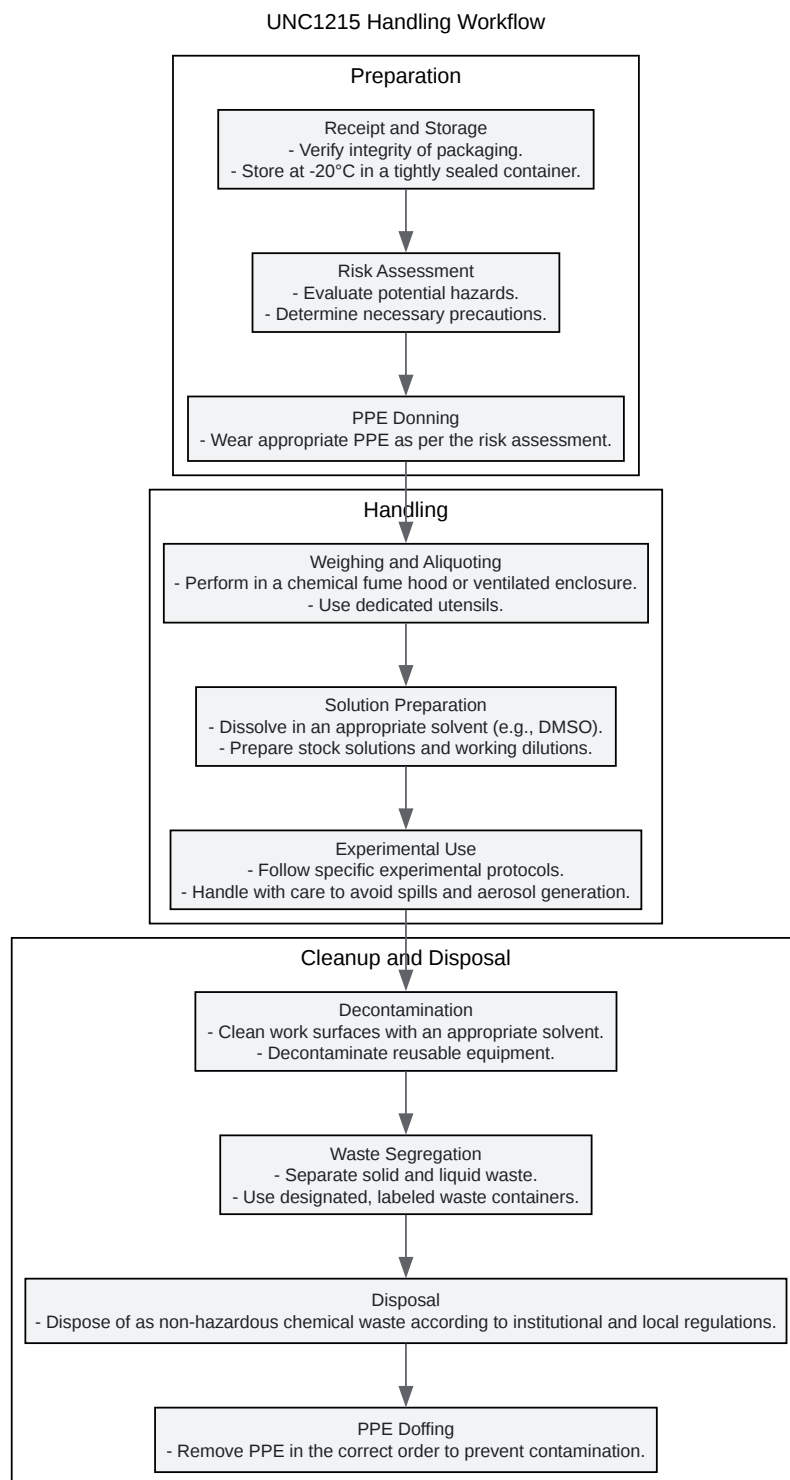 UNC1215 Handling Workflow
Preparation
Receipt and Storage
- Verify integrity of packaging.
- Store at -20°C in a tightly sealed container.
Risk Assessment
- Evaluate potential hazards.
- Determine necessary precautions.
PPE Donning
- Wear appropriate PPE as per the risk assessment.
Handling
Weighing and Aliquoting
- Perform in a chemical fume hood or ventilated enclosure.
- Use dedicated utensils.
Solution Preparation
- Dissolve in an appropriate solvent (e.g., DMSO).
- Prepare stock solutions and working dilutions.
Experimental Use
- Follow specific experimental protocols.
- Handle with care to avoid spills and aerosol generation.
Cleanup and Disposal
Decontamination
- Clean work surfaces with an appropriate solvent.
- Decontaminate reusable equipment.
Waste Segregation
- Separate solid and liquid waste.
- Use designated, labeled waste containers.
Disposal
- Dispose of as non-hazardous chemical waste according to institutional and local regulations.
PPE Doffing
- Remove PPE in the correct order to prevent contamination.